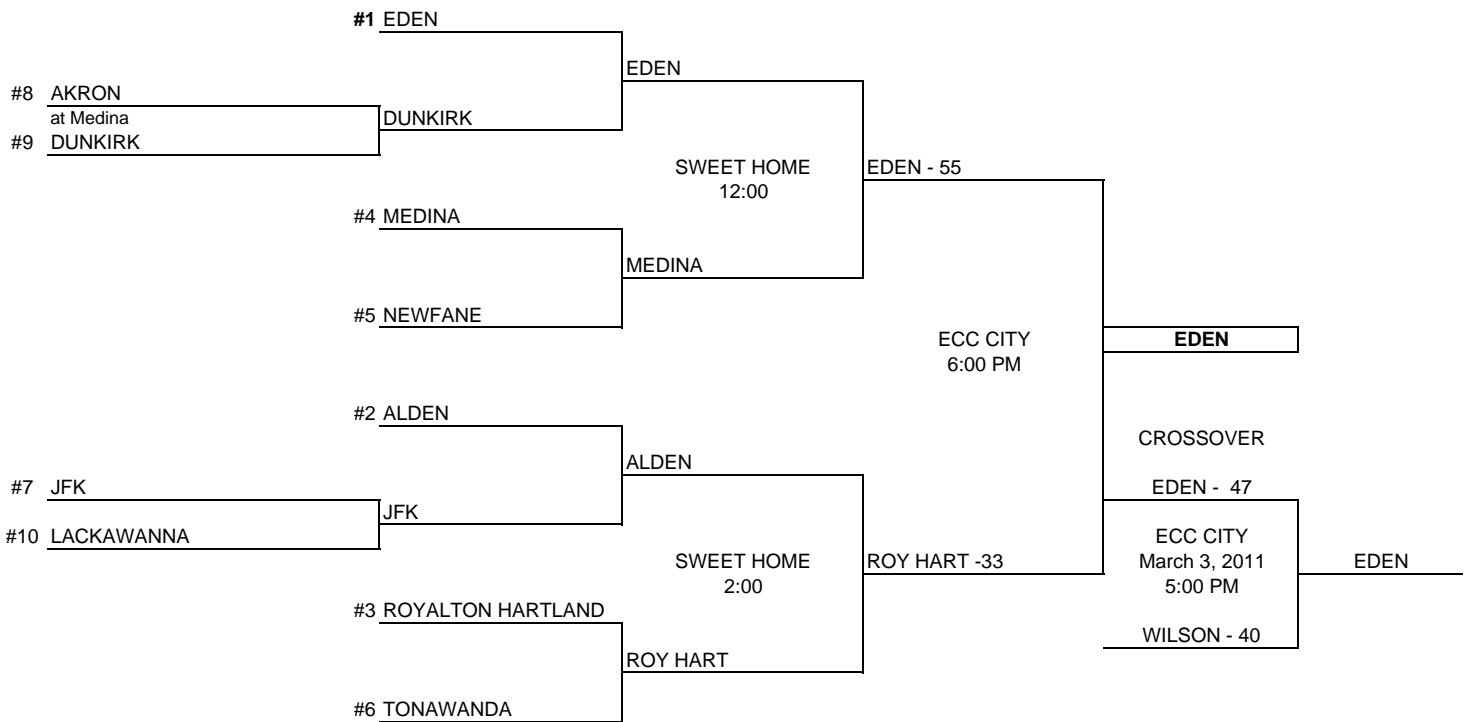 #1 EDEN
EDEN
#8 AKRON
at Medina
DUNKIRK
#9 DUNKIRK
SWEET HOME
12:00
EDEN - 55
#4 MEDINA
MEDINA
#5 NEWFANE
ECC CITY
6:00 PM
EDEN
#2 ALDEN
CROSSOVER
ALDEN
#7 JFK
EDEN - 47
JFK
#10 LACKAWANNA
SWEET HOME
2:00
ROY HART -33
ECC CITY
March 3, 2011
5:00 PM
EDEN
#3 ROYALTON HARTLAND
WILSON - 40
ROY HART
#6 TONAWANDA